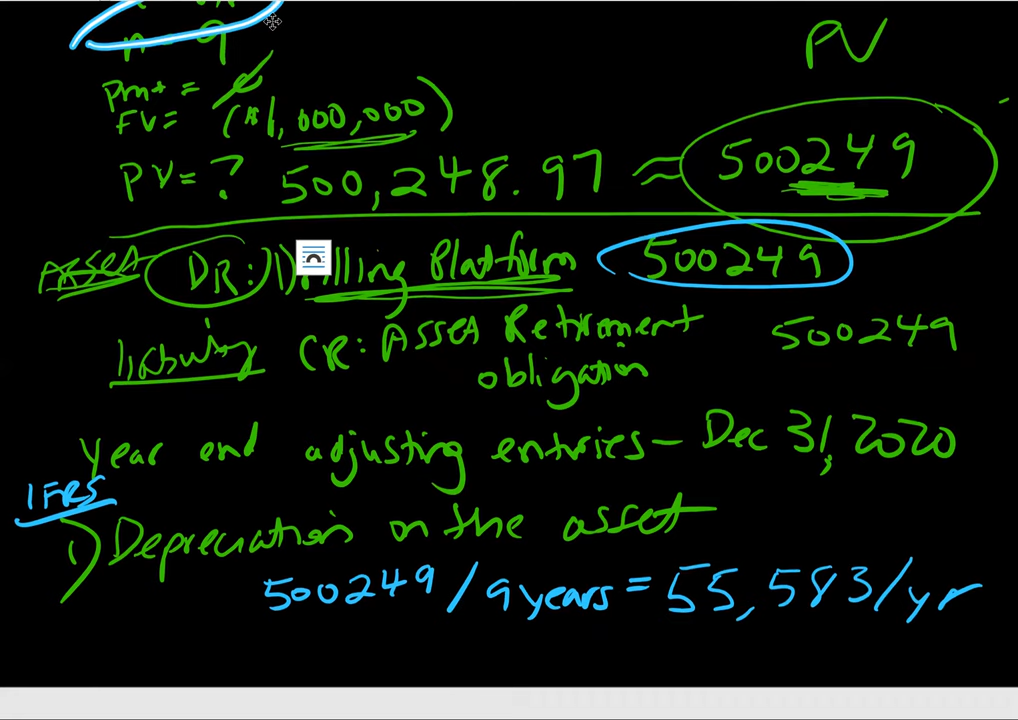 n = 9
PV
Pmt = 0
FV = ($1,000,000)
PV = ? 500,248.97 ≈ 500249
ASSET DR: Drilling Platform 500249
liability CR: Asset Retirment 500249
obligation
year end adjusting entries — Dec 31, 2020
IFRS
1) Depreciation on the asset
500249 / 9 years = 55,583/yr